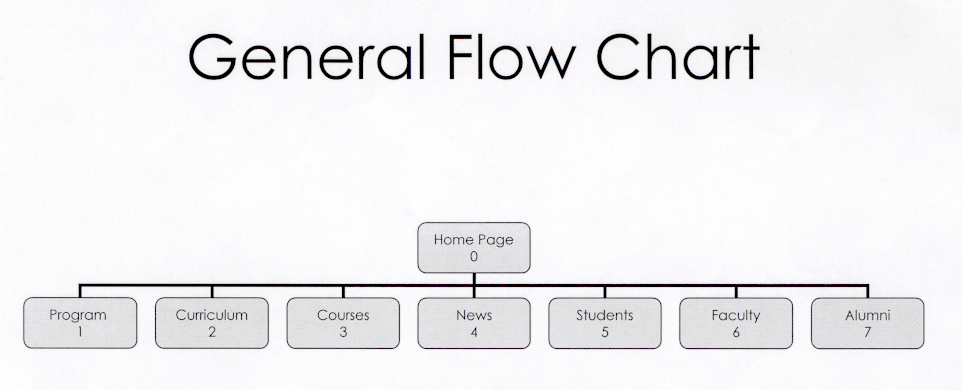 General Flow Chart
Home Page
0
Program
1
Curriculum
2
Courses
3
News
4
Students
5
Faculty
6
Alumni
7